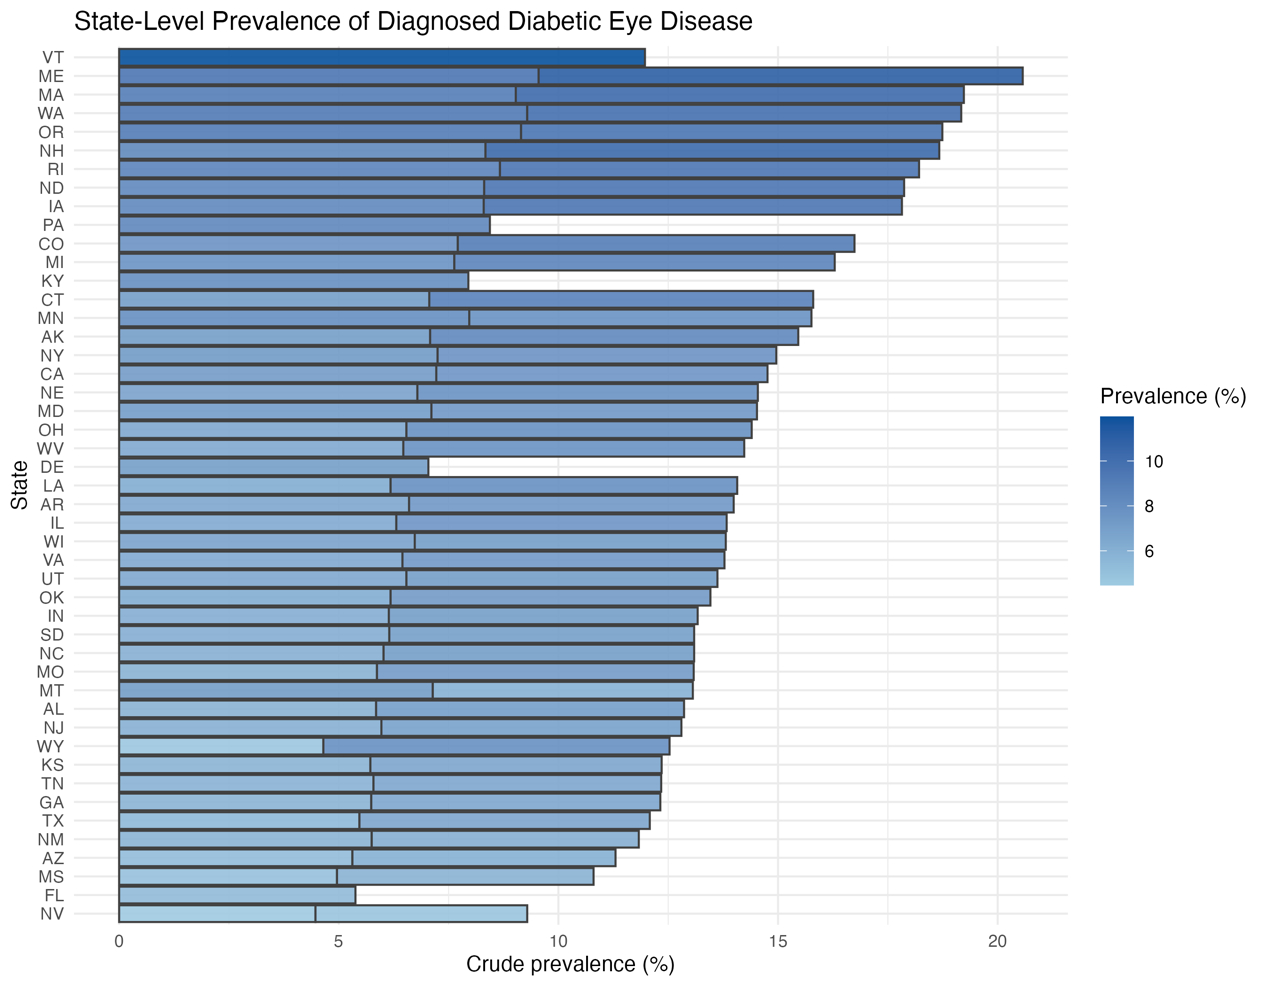 State-Level Prevalence of Diagnosed Diabetic Eye Disease
State
VT
ME
MA
WA
OR
NH
RI
ND
IA
PA
CO
MI
KY
CT
MN
AK
NY
CA
NE
MD
OH
WV
DE
LA
AR
IL
WI
VA
UT
OK
IN
SD
NC
MO
MT
AL
NJ
WY
KS
TN
GA
TX
NM
AZ
MS
FL
NV
0 5 10 15 20
Crude prevalence (%)
Prevalence (%)
10
8
6